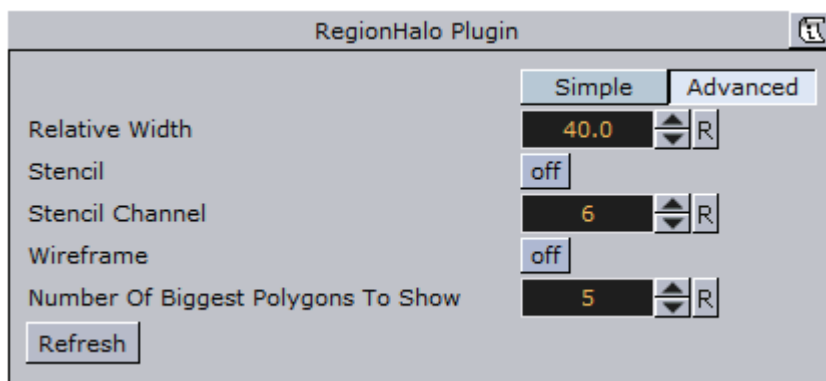 RegionHalo Plugin
Simple Advanced
Relative Width 40.0 R
Stencil off
Stencil Channel 6 R
Wireframe off
Number Of Biggest Polygons To Show 5 R
Refresh